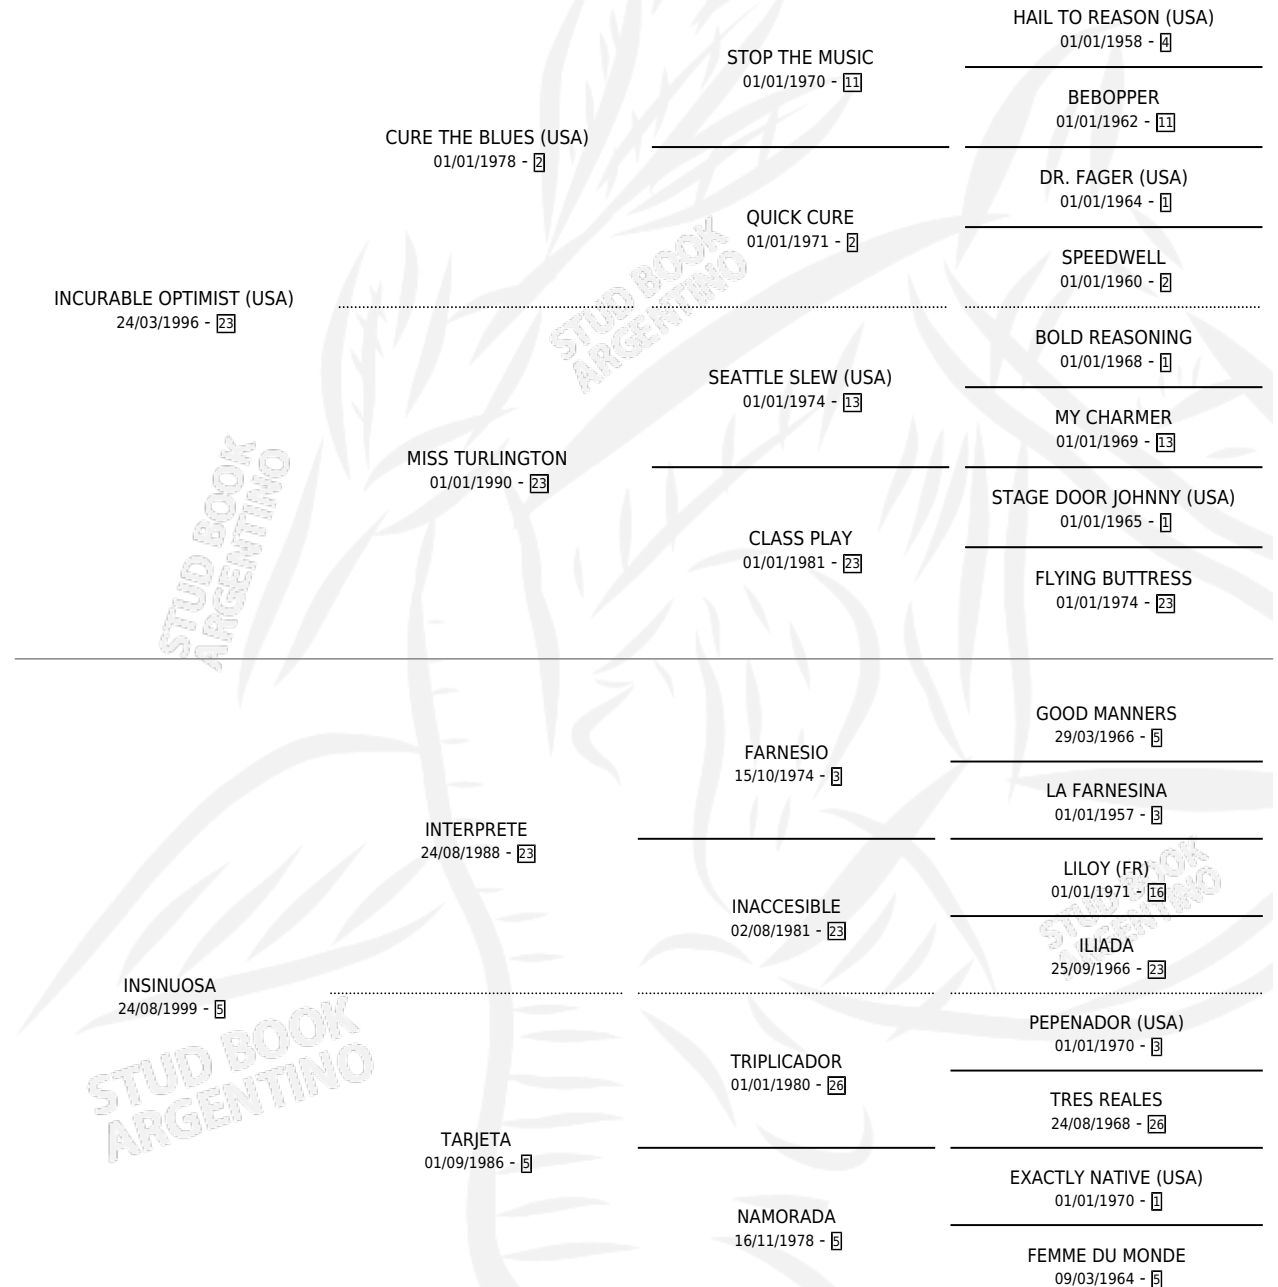 HAIL TO REASON (USA)
01/01/1958 - 4
STOP THE MUSIC
01/01/1970 - 11
BEBOPPER
01/01/1962 - 11
CURE THE BLUES (USA)
01/01/1978 - 2
DR. FAGER (USA)
01/01/1964 - 1
QUICK CURE
01/01/1971 - 2
SPEEDWELL
01/01/1960 - 2
INCURABLE OPTIMIST (USA)
24/03/1996 - 23
BOLD REASONING
01/01/1968 - 1
SEATTLE SLEW (USA)
01/01/1974 - 13
MY CHARMER
01/01/1969 - 13
MISS TURLINGTON
01/01/1990 - 23
STAGE DOOR JOHNNY (USA)
01/01/1965 - 1
CLASS PLAY
01/01/1981 - 23
FLYING BUTTRESS
01/01/1974 - 23
GOOD MANNERS
29/03/1966 - 5
FARNESIO
15/10/1974 - 3
LA FARNESINA
01/01/1957 - 3
INTERPRETE
24/08/1988 - 23
LILOY (FR)
01/01/1971 - 16
INACCESIBLE
02/08/1981 - 23
ILIADA
25/09/1966 - 23
INSINUOSA
24/08/1999 - 5
PEPENADOR (USA)
01/01/1970 - 3
TRIPLICADOR
01/01/1980 - 26
TRES REALES
24/08/1968 - 26
TARJETA
01/09/1986 - 5
EXACTLY NATIVE (USA)
01/01/1970 - 1
NAMORADA
16/11/1978 - 5
FEMME DU MONDE
09/03/1964 - 5
STUD BOOK
ARGENTINO
STUD BOOK
ARGENTINO
STUD BOOK
ARGENTINO
STUD BOOK
ARGENTINO